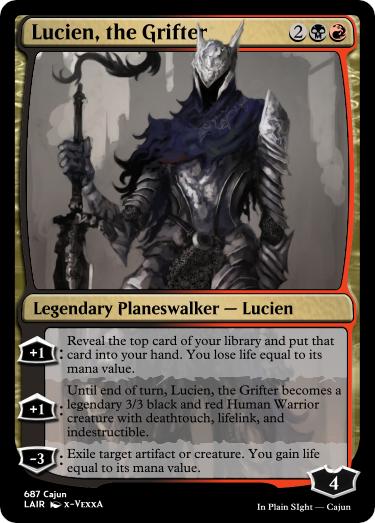 Lucien, the Grifter 2
Legendary Planeswalker — Lucien
+1: Reveal the top card of your library and put that
card into your hand. You lose life equal to its
mana value.
+1: Until end of turn, Lucien, the Grifter becomes a
legendary 3/3 black and red Human Warrior
creature with deathtouch, lifelink, and
indestructible.
-3: Exile target artifact or creature. You gain life
equal to its mana value.
4
687 Cajun
LAIR x-VexxA
In Plain SIght — Cajun